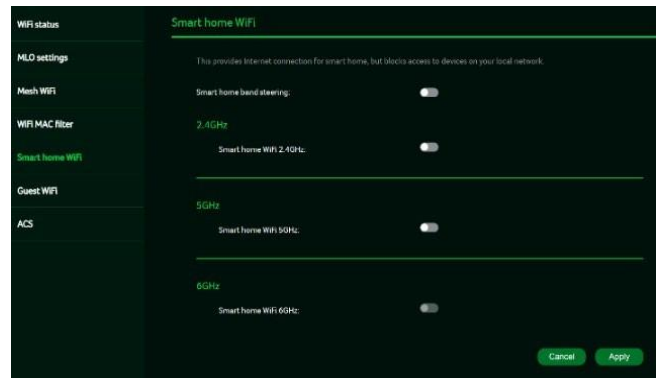 WiFi status
MLO settings
Mesh WiFi
WiFi MAC filter
Smart home WiFi
Guest WiFi
ACS
Smart home WiFi
This provides Internet connection for smart home, but blocks access to devices on your local network.
Smart home band steering:
2.4GHz
Smart home WiFi 2.4GHz:
5GHz
Smart home WiFi 5GHz:
6GHz
Smart home WiFi 6GHz:
Cancel Apply